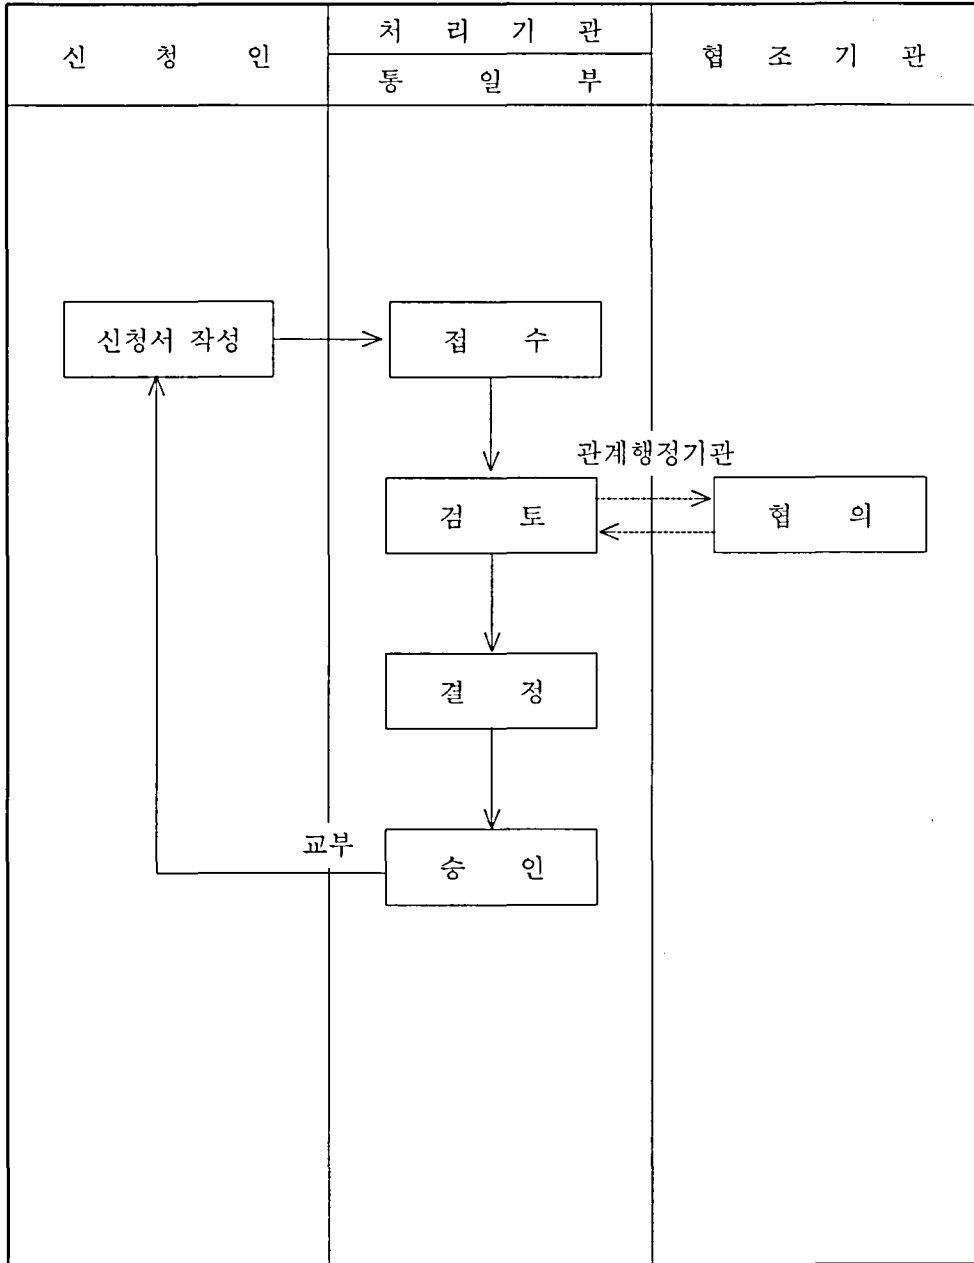 신 청 인
처 리 기 관
통 일 부
협 조 기 관
신청서 작성
접 수
관계행정기관
검 토
협 의
결 정
교부
승 인